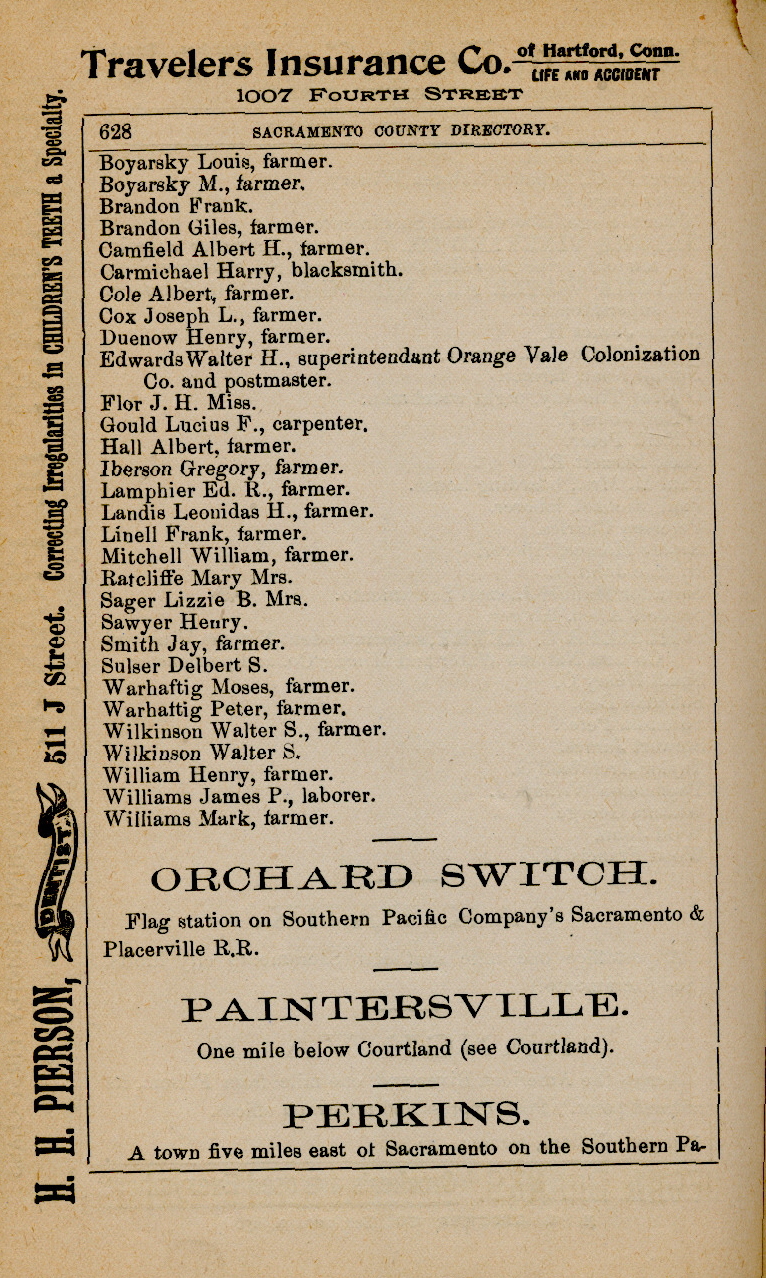 Travelers Insurance Co. of Hartford, Conn.
LIFE AND ACCIDENT
1007 FOURTH STREET
628 SACRAMENTO COUNTY DIRECTORY.
Boyarsky Louis, farmer.
Boyarsky M., farmer.
Brandon Frank.
Brandon Giles, farmer.
Camfield Albert H., farmer.
Carmichael Harry, blacksmith.
Cole Albert, farmer.
Cox Joseph L., farmer.
Duenow Henry, farmer.
Edwards Walter H., superintendant Orange Vale Colonization
Co. and postmaster.
Flor J. H. Miss.
Gould Lucius F., carpenter.
Hall Albert, farmer.
Iberson Gregory, farmer.
Lamphier Ed. R., farmer.
Landis Leonidas H., farmer.
Linell Frank, farmer.
Mitchell William, farmer.
Ratcliffe Mary Mrs.
Sager Lizzie B. Mrs.
Sawyer Henry.
Smith Jay, farmer.
Sulser Delbert S.
Warhaftig Moses, farmer.
Warhaftig Peter, farmer.
Wilkinson Walter S., farmer.
Wilkinson Walter S.
William Henry, farmer.
Williams James P., laborer.
Williams Mark, farmer.
ORCHARD SWITCH.
Flag station on Southern Pacific Company's Sacramento &
Placerville R.R.
PAINTERSVILLE.
One mile below Courtland (see Courtland).
PERKINS.
A town five miles east of Sacramento on the Southern Pa-
H. H. PIERSON, DENTIST. 511 J Street. Correcting Irregularities in CHILDREN'S TEETH a Specialty.